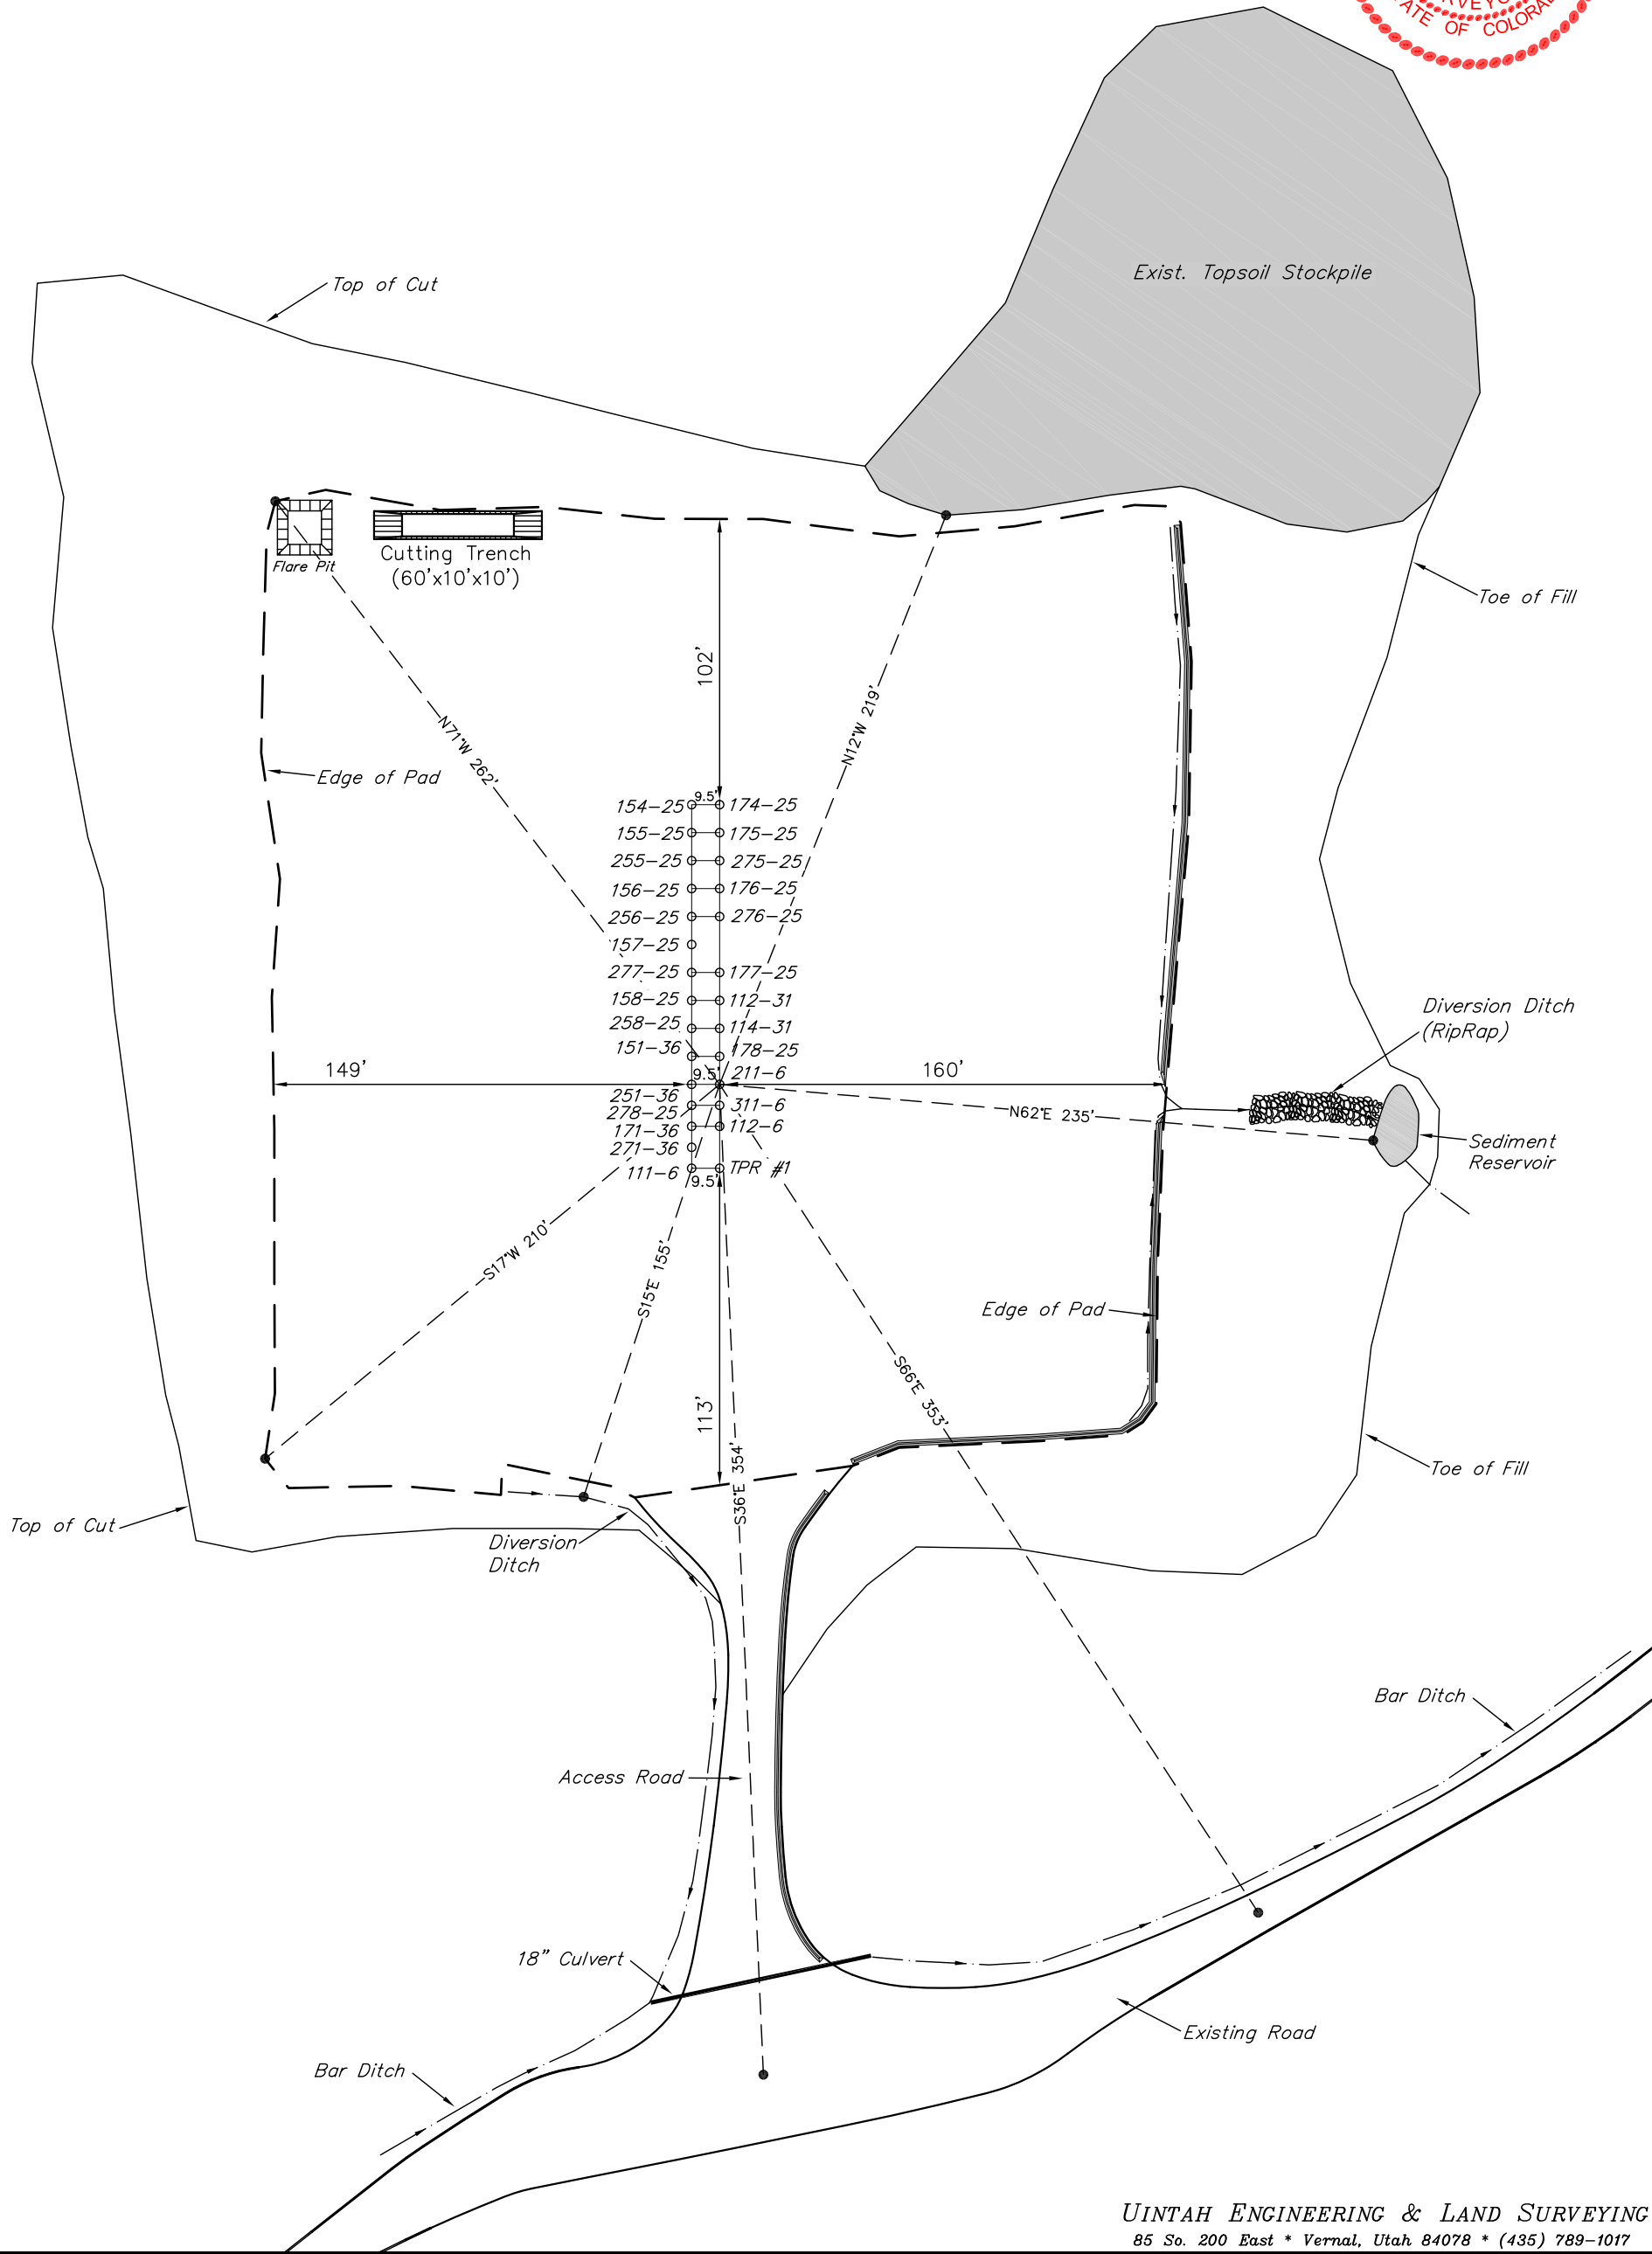 STATE OF COLORADO
Exist. Topsoil Stockpile
Top of Cut
Cutting Trench
(60'x10'x10')
Flare Pit
Toe of Fill
102'
N12°W 219'
N71°W 262'
Edge of Pad
9.5'
154-25 174-25
155-25 175-25
255-25 275-25
156-25 176-25
256-25 276-25
157-25
277-25 177-25
158-25 112-31
258-25 114-31
151-36 178-25
9.5' 211-6
149'
160'
251-36 311-6
278-25
171-36 112-6
271-36
111-6 TPR #1
9.5'
N62°E 235'
Diversion Ditch
(RipRap)
Sediment
Reservoir
S17°W 210'
S15°E 155'
Edge of Pad
S66°E 353'
113'
S36°E 354'
Toe of Fill
Top of Cut
Diversion
Ditch
Bar Ditch
Access Road
18" Culvert
Existing Road
Bar Ditch
UINTAH ENGINEERING & LAND SURVEYING
85 So. 200 East * Vernal, Utah 84078 * (435) 789-1017